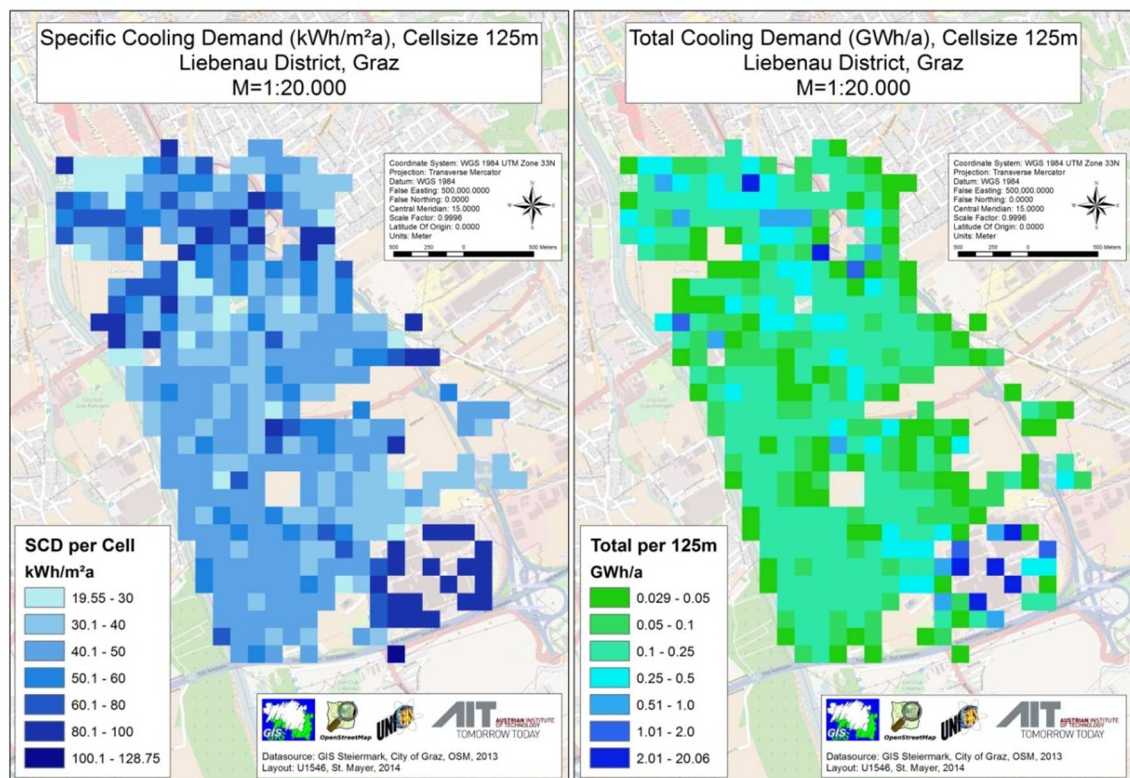 Specific Cooling Demand (kWh/m²a), Cellsize 125m
Liebenau District, Graz
M=1:20.000
Coordinate System: WGS 1984 UTM Zone 33N
Projection: Transverse Mercator
Datum: WGS 1984
False Easting: 500,000.0000
False Northing: 0.0000
Central Meridian: 15.0000
Scale Factor: 0.9996
Latitude Of Origin: 0.0000
Units: Meter
500 250 0 500 Meters
SCD per Cell
kWh/m²a
19.55 - 30
30.1 - 40
40.1 - 50
50.1 - 60
60.1 - 80
80.1 - 100
100.1 - 128.75
GIS
OpenStreetMap
UNI
AIT AUSTRIAN INSTITUTE
OF TECHNOLOGY
TOMORROW TODAY
Datasource: GIS Steiermark, City of Graz, OSM, 2013
Layout: U1546, St. Mayer, 2014
Total Cooling Demand (GWh/a), Cellsize 125m
Liebenau District, Graz
M=1:20.000
Coordinate System: WGS 1984 UTM Zone 33N
Projection: Transverse Mercator
Datum: WGS 1984
False Easting: 500,000.0000
False Northing: 0.0000
Central Meridian: 15.0000
Scale Factor: 0.9996
Latitude Of Origin: 0.0000
Units: Meter
500 250 0 500 Meters
Total per 125m
GWh/a
0.029 - 0.05
0.05 - 0.1
0.1 - 0.25
0.25 - 0.5
0.51 - 1.0
1.01 - 2.0
2.01 - 20.06
GIS
OpenStreetMap
UNI
AIT AUSTRIAN INSTITUTE
OF TECHNOLOGY
TOMORROW TODAY
Datasource: GIS Steiermark, City of Graz, OSM, 2013
Layout: U1546, St. Mayer, 2014